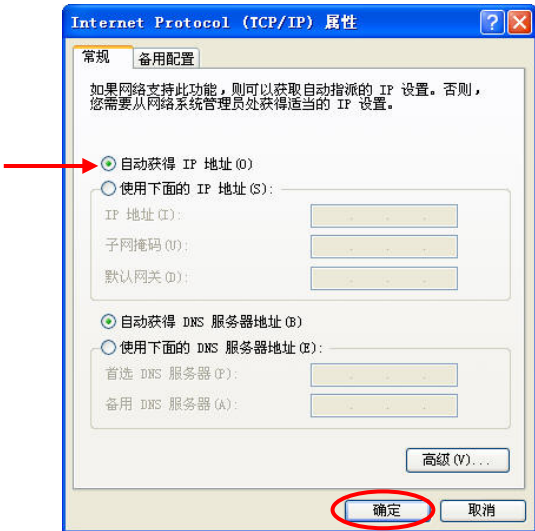 Internet Protocol (TCP/IP) 属性
常规
备用配置
如果网络支持此功能，则可以获取自动指派的 IP 设置。否则，
您需要从网络系统管理员处获得适当的 IP 设置。
自动获得 IP 地址(O)
使用下面的 IP 地址(S):
IP 地址(I):
子网掩码(U):
默认网关(D):
自动获得 DNS 服务器地址(B)
使用下面的 DNS 服务器地址(E):
首选 DNS 服务器(P):
备用 DNS 服务器(A):
高级(V)...
确定
取消